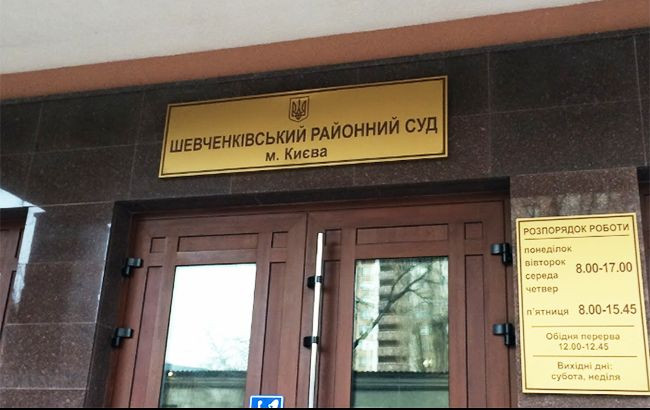 ШЕВЧЕНКІВСЬКИЙ РАЙОННИЙ СУД
м. Києва
РОЗПОРЯДОК РОБОТИ
понеділок
вівторок
середа
четвер
8.00-17.00
п'ятниця 8.00-15.45
Обідня перерва
12.00-12.45
Вихідні дні:
субота, неділя